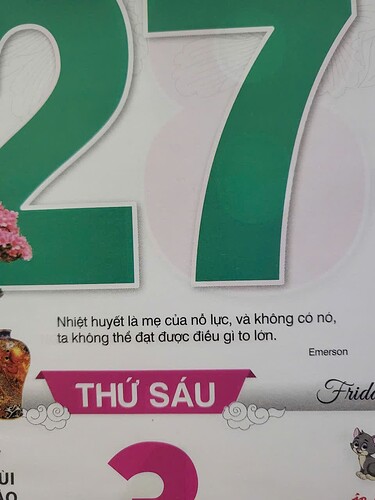 27
Nhiệt huyết là mẹ của nỗ lực, và không có nó,
ta không thể đạt được điều gì to lớn.
Emerson
THỨ SÁU